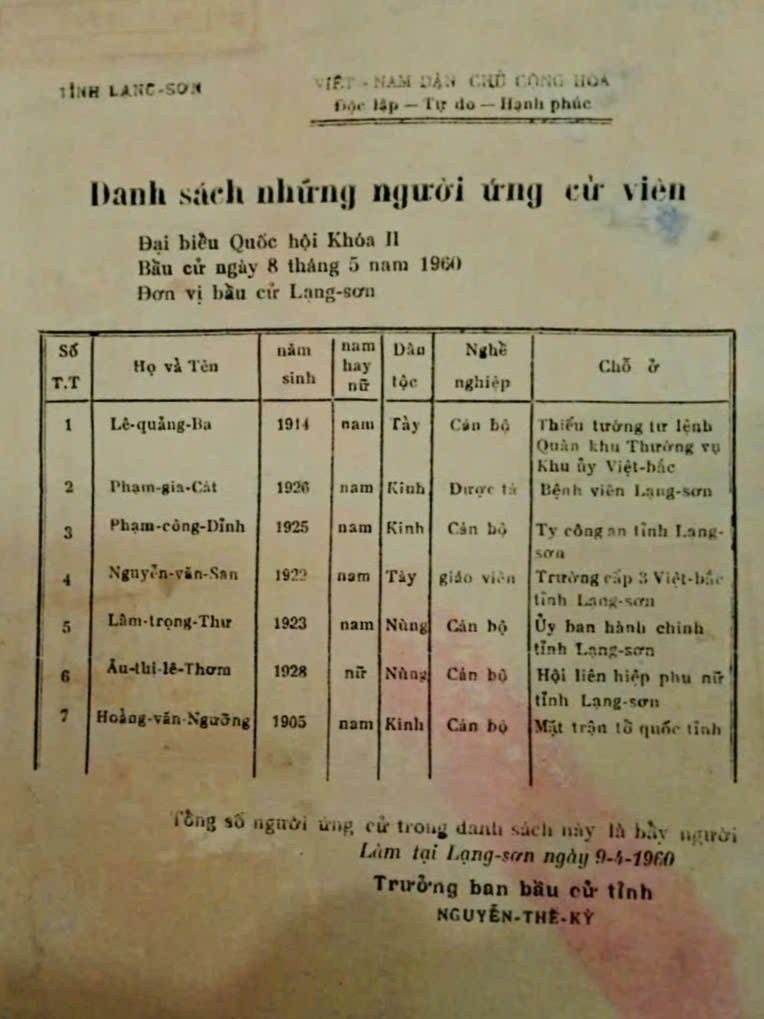 TỈNH LẠNG-SƠN
VIỆT-NAM DÂN CHỦ CỘNG HÒA
Độc lập — Tự do — Hạnh phúc
Danh sách những người ứng cử viên
Đại biểu Quốc hội Khóa II
Bầu cử ngày 8 tháng 5 nam 1960
Đơn vị bầu cử Lạng-sơn
Số T.T | Họ và Tên | năm sinh | nam hay nữ | Dân tộc | Nghề nghiệp | Chỗ ở
1 Lê-quảng-Ba 1914 nam Tày Cán bộ Thiếu tướng tư lệnh
Quân khu Thường vụ
Khu ủy Việt-bắc
2 Phạm-gia-Cát 1926 nam Kinh Dược tá Bệnh viên Lạng-sơn
3 Phạm-công-Dĩnh 1925 nam Kinh Cán bộ Ty công an tỉnh Lạng-
sơn
4 Nguyễn-văn-San 1922 nam Tày giáo viên Trường cấp 3 Việt-bắc
tỉnh Lạng-sơn
5 Lâm-trọng-Thư 1923 nam Nùng Cán bộ Ủy ban hành chính
tỉnh Lạng-sơn
6 Âu-thị-lê-Thơm 1928 nữ Nùng Cán bộ Hội liên hiệp phu nữ
tỉnh Lạng-sơn
7 Hoàng-văn-Ngưỡng 1905 nam Kinh Cán bộ Mặt trận tổ quốc tỉnh
Tổng số người ứng cử trong danh sách này là bảy người
Làm tại Lạng-sơn ngày 9-4-1960
Trưởng ban bầu cử tỉnh
NGUYỄN-THẾ-KỲ